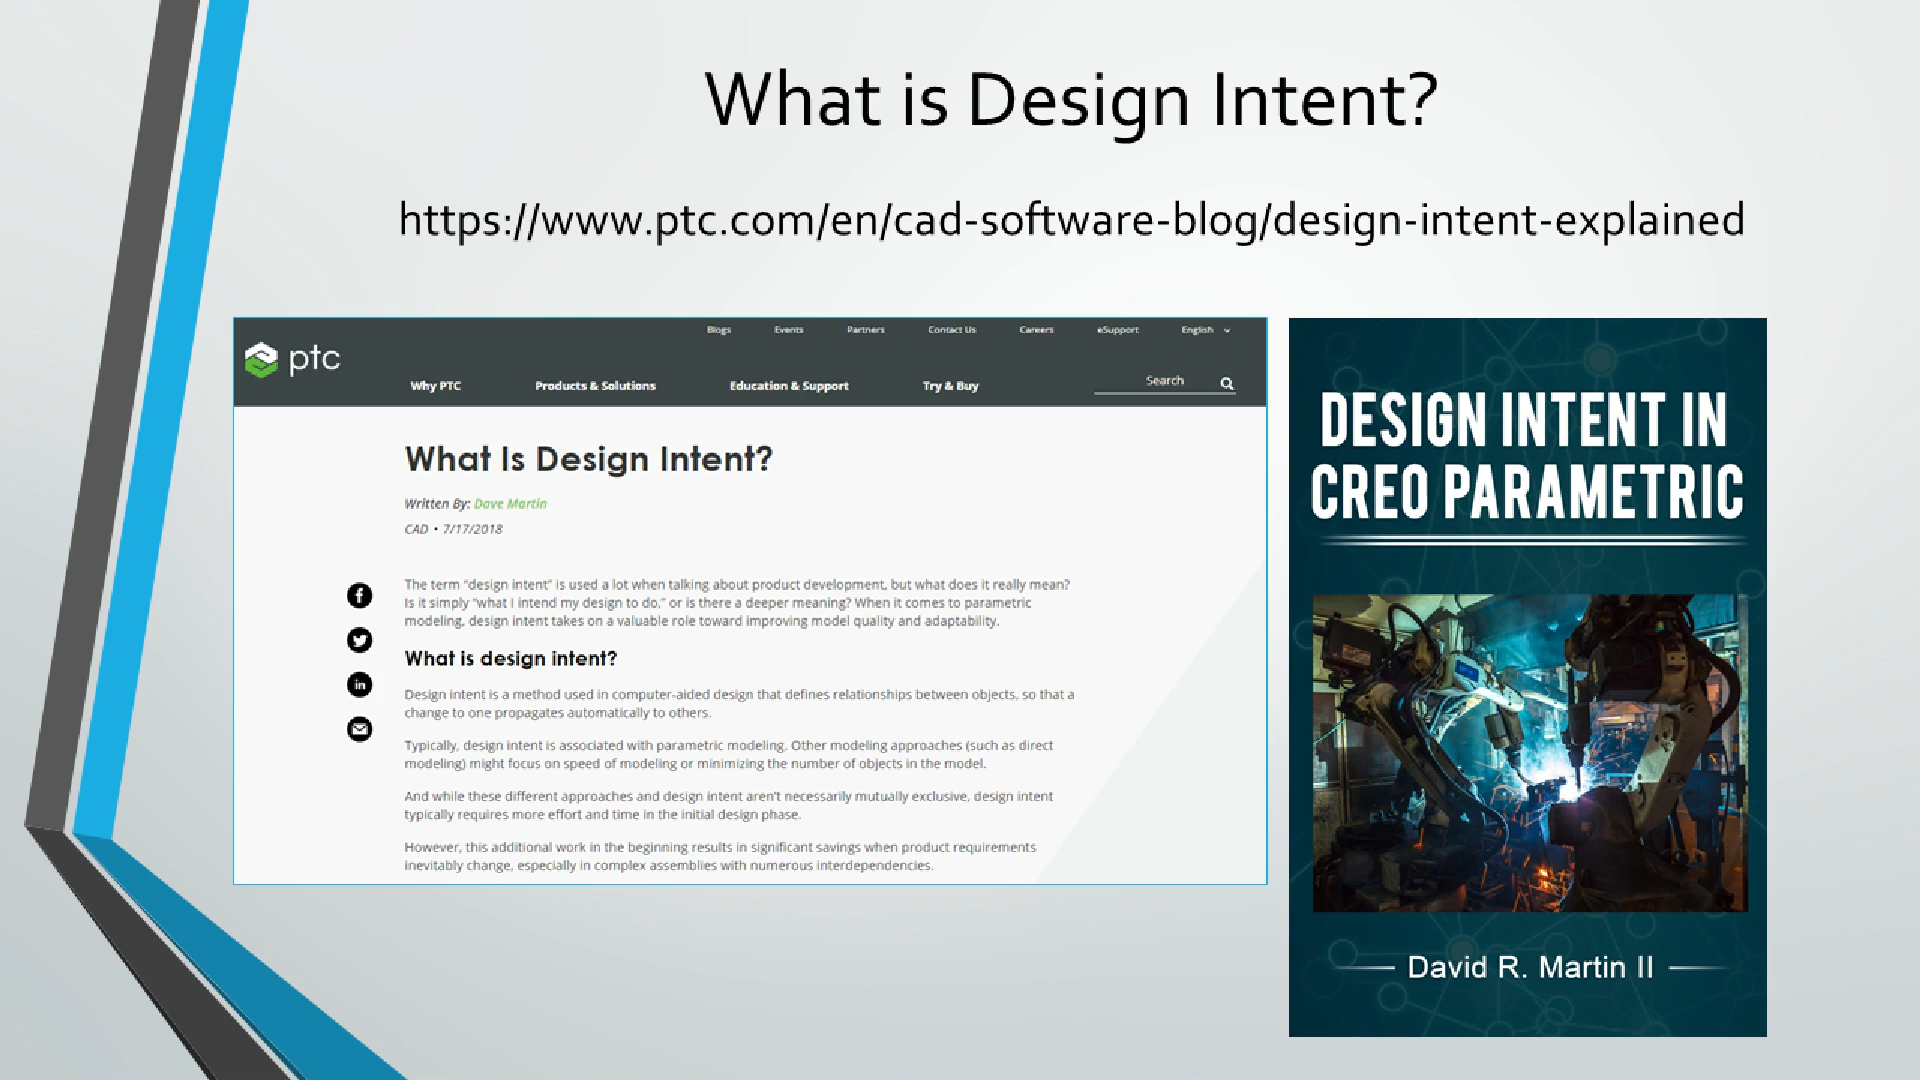 What is Design Intent?
https://www.ptc.com/en/cad-software-blog/design-intent-explained
Blogs Events Partners Contact Us Careers eSupport English
ptc
Why PTC Products & Solutions Education & Support Try & Buy Search
What Is Design Intent?
Written By: Dave Martin
CAD • 7/17/2018
The term “design intent” is used a lot when talking about product development, but what does it really mean?
Is it simply “what I intend my design to do,” or is there a deeper meaning? When it comes to parametric
modeling, design intent takes on a valuable role toward improving model quality and adaptability.
What is design intent?
Design intent is a method used in computer-aided design that defines relationships between objects, so that a
change to one propagates automatically to others.
Typically, design intent is associated with parametric modeling. Other modeling approaches (such as direct
modeling) might focus on speed of modeling or minimizing the number of objects in the model.
And while these different approaches and design intent aren’t necessarily mutually exclusive, design intent
typically requires more effort and time in the initial design phase.
However, this additional work in the beginning results in significant savings when product requirements
inevitably change, especially in complex assemblies with numerous interdependencies.
DESIGN INTENT IN
CREO PARAMETRIC
David R. Martin II